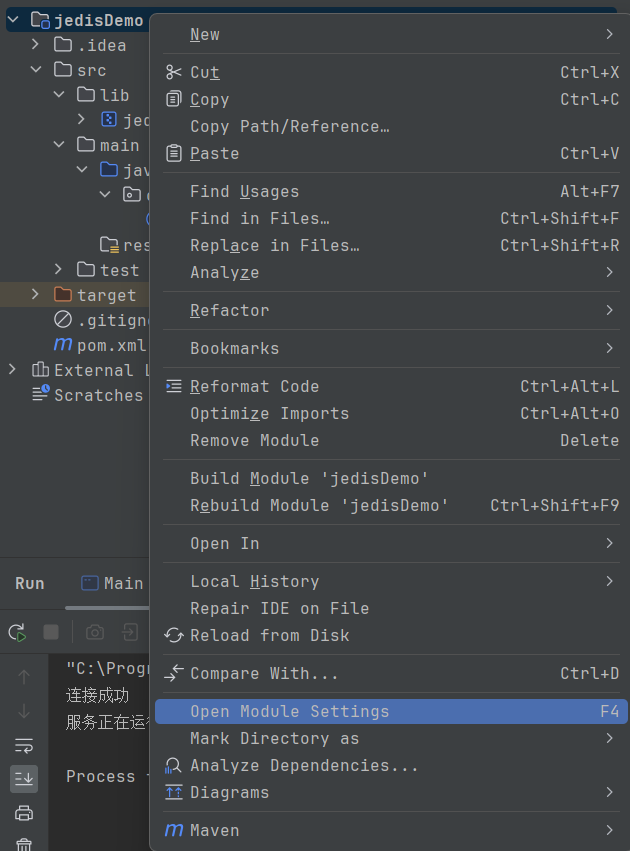 jedisDemo
.idea
src
lib
main
test
target
pom.xml
External
Scratches
New
Cut Ctrl+X
Copy Ctrl+C
Copy Path/Reference…
Paste Ctrl+V
Find Usages Alt+F7
Find in Files… Ctrl+Shift+F
Replace in Files… Ctrl+Shift+R
Analyze
Refactor
Bookmarks
Reformat Code Ctrl+Alt+L
Optimize Imports Ctrl+Alt+O
Remove Module Delete
Build Module 'jedisDemo'
Rebuild Module 'jedisDemo' Ctrl+Shift+F9
Open In
Local History
Repair IDE on File
Reload from Disk
Compare With... Ctrl+D
Open Module Settings F4
Mark Directory as
Analyze Dependencies...
Diagrams
Maven
Run Main
"C:\Progr
连接成功
服务正在运
Process